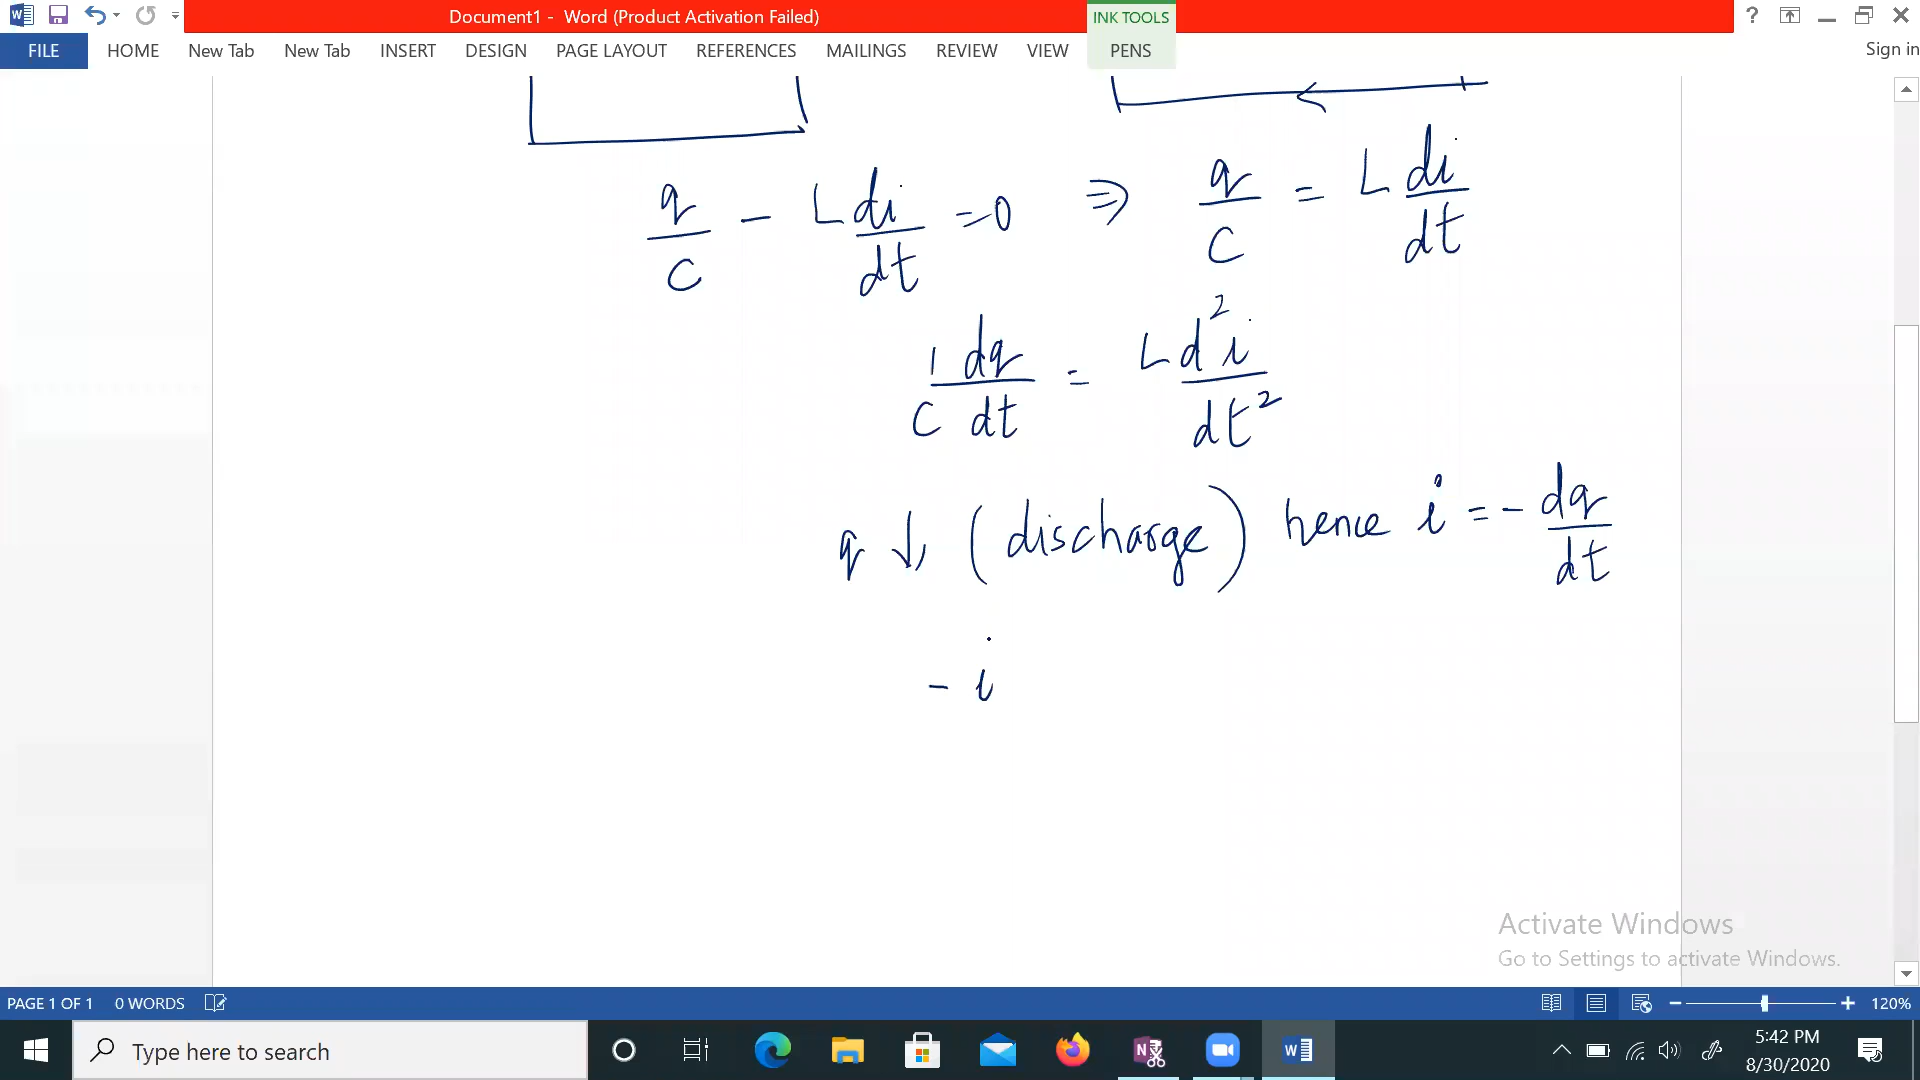 Document1 - Word (Product Activation Failed)
INK TOOLS
?
FILE HOME New Tab New Tab INSERT DESIGN PAGE LAYOUT REFERENCES MAILINGS REVIEW VIEW PENS Sign in
q/C - L di/dt = 0 ⇒ q/C = L di/dt
1/C dq/dt = L d²i/dt²
q ↓, (discharge) hence i = - dq/dt
- i
Activate Windows
Go to Settings to activate Windows.
PAGE 1 OF 1 0 WORDS 120%
Type here to search
5:42 PM
8/30/2020